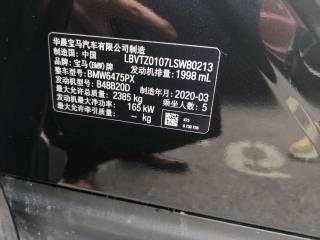 华晨宝马汽车有限公司制造
制造国: 中国 LBVTZ0107LSW80213
品牌: 宝马(BMW)牌 发动机排量: 1998 mL
整车型号: BMW6475PX
发动机型号: B48B20D 制造年月: 2020-03
最大允许总质量: 2385 kg 乘坐人数: 5
发动机最大净功率: 165 kW
最大允许牵引质量: -- kg